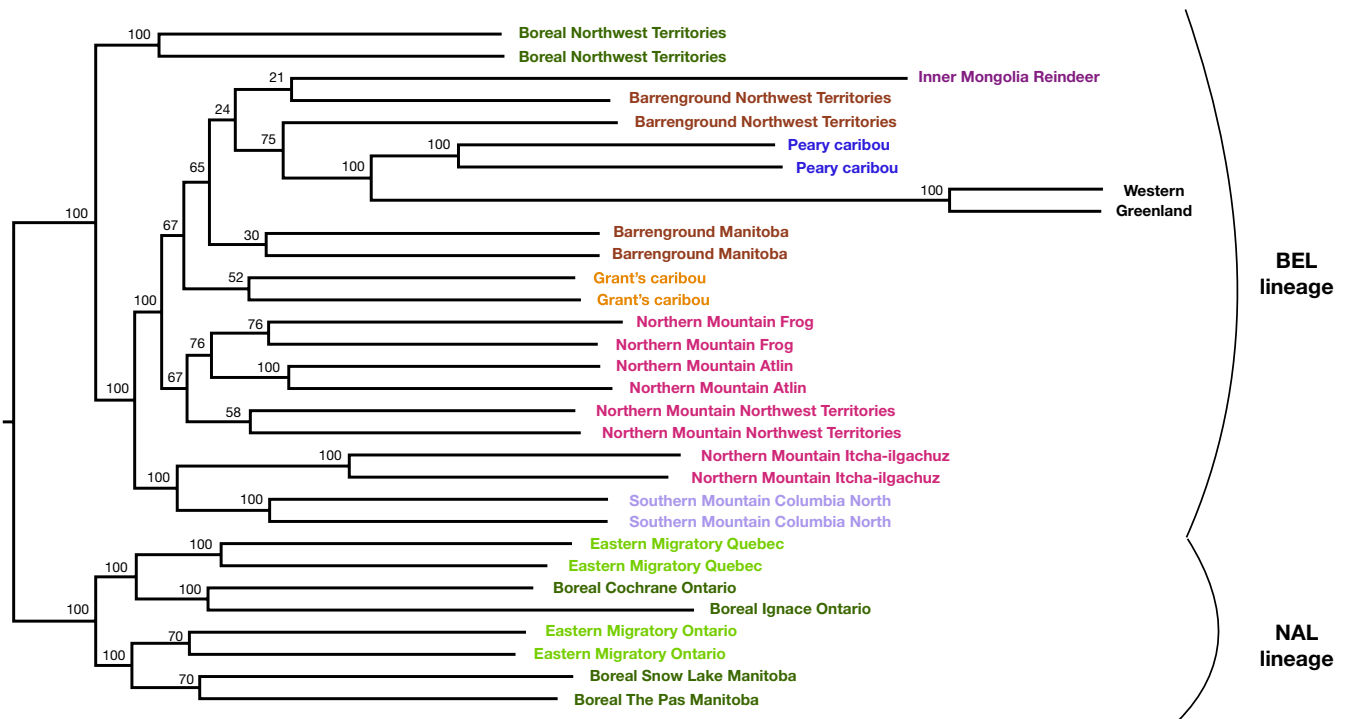 100
Boreal Northwest Territories
Boreal Northwest Territories
21
Inner Mongolia Reindeer
Barrenground Northwest Territories
24
Barrenground Northwest Territories
75
100
Peary caribou
Peary caribou
65
100
100
Western
Greenland
100
67
30
Barrenground Manitoba
Barrenground Manitoba
52
Grant's caribou
Grant's caribou
100
76
Northern Mountain Frog
Northern Mountain Frog
76
100
Northern Mountain Atlin
Northern Mountain Atlin
67
100
58
Northern Mountain Northwest Territories
Northern Mountain Northwest Territories
100
Northern Mountain Itcha-ilgachuz
Northern Mountain Itcha-ilgachuz
100
100
Southern Mountain Columbia North
Southern Mountain Columbia North
BEL
lineage
100
Eastern Migratory Quebec
Eastern Migratory Quebec
100
100
Boreal Cochrane Ontario
Boreal Ignace Ontario
100
70
Eastern Migratory Ontario
Eastern Migratory Ontario
100
70
Boreal Snow Lake Manitoba
Boreal The Pas Manitoba
NAL
lineage